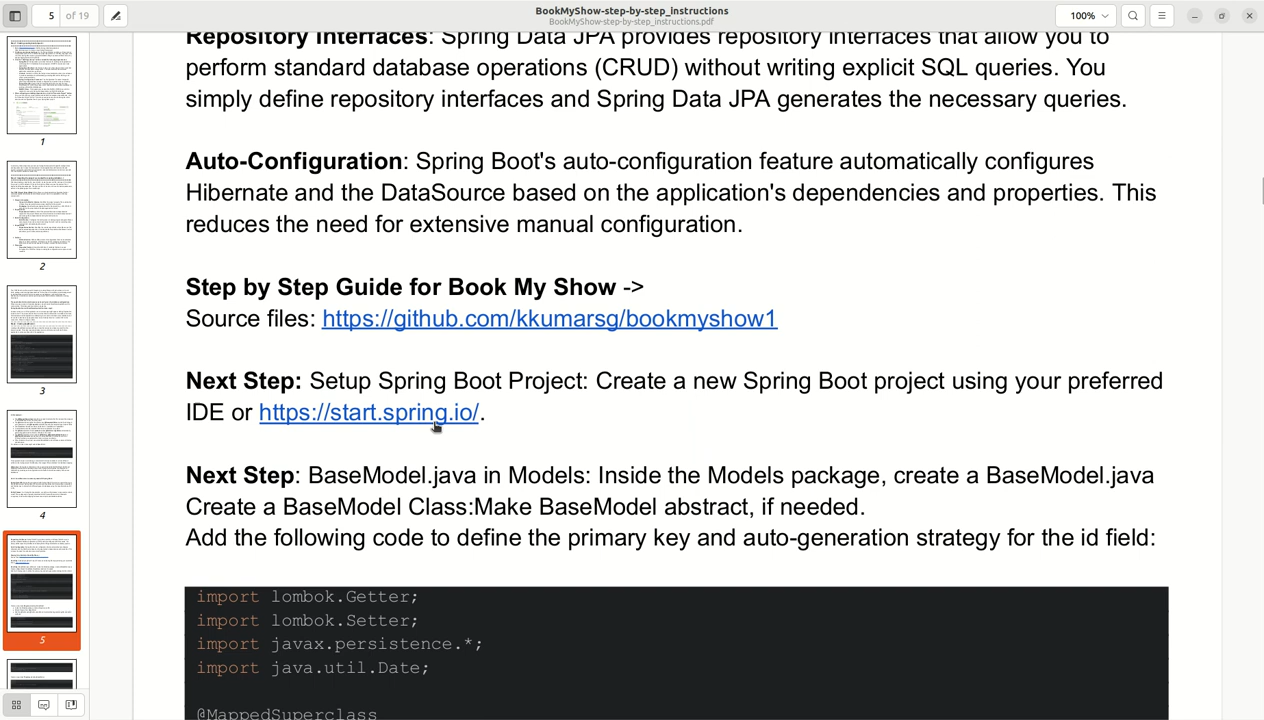 5 of 19
BookMyShow-step-by-step_instructions
BookMyShow-step-by-step_instructions.pdf
100%
1
2
3
4
5
Repository Interfaces: Spring Data JPA provides repository interfaces that allow you to
perform standard database operations (CRUD) without writing explicit SQL queries. You
simply define repository interfaces and Spring Data JPA generates the necessary queries.
Auto-Configuration: Spring Boot's auto-configuration feature automatically configures
Hibernate and the DataSource based on the application's dependencies and properties. This
reduces the need for extensive manual configuration.
Step by Step Guide for Book My Show ->
Source files: https://github.com/kkumarsg/bookmyshow1
Next Step: Setup Spring Boot Project: Create a new Spring Boot project using your preferred
IDE or https://start.spring.io/.
Next Step: BaseModel.java in Models: Inside the Models package, create a BaseModel.java
Create a BaseModel Class:Make BaseModel abstract, if needed.
Add the following code to define the primary key and auto-generation strategy for the id field:
import lombok.Getter;
import lombok.Setter;
import javax.persistence.*;
import java.util.Date;
@MappedSuperclass